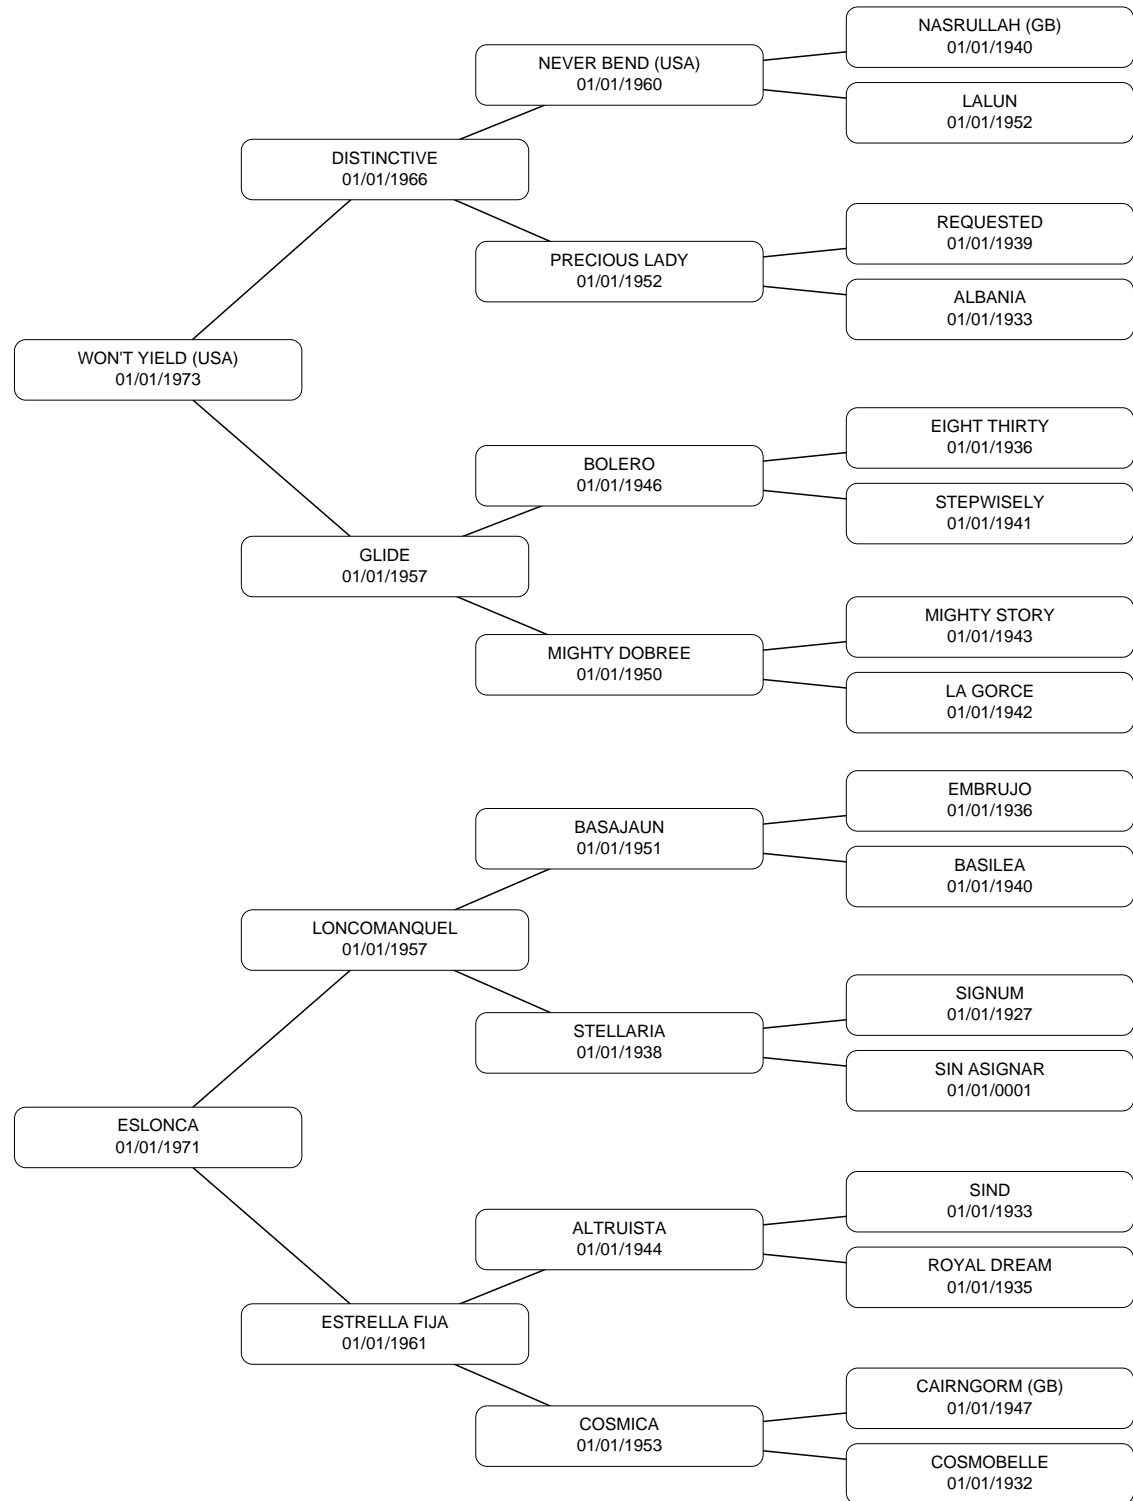 NASRULLAH (GB)
01/01/1940
NEVER BEND (USA)
01/01/1960
LALUN
01/01/1952
DISTINCTIVE
01/01/1966
REQUESTED
01/01/1939
PRECIOUS LADY
01/01/1952
ALBANIA
01/01/1933
WON'T YIELD (USA)
01/01/1973
EIGHT THIRTY
01/01/1936
BOLERO
01/01/1946
STEPWISELY
01/01/1941
GLIDE
01/01/1957
MIGHTY STORY
01/01/1943
MIGHTY DOBREE
01/01/1950
LA GORCE
01/01/1942
EMBRUJO
01/01/1936
BASAJAUN
01/01/1951
BASILEA
01/01/1940
LONCOMANQUEL
01/01/1957
SIGNUM
01/01/1927
STELLARIA
01/01/1938
SIN ASIGNAR
01/01/0001
ESLONCA
01/01/1971
SIND
01/01/1933
ALTRUISTA
01/01/1944
ROYAL DREAM
01/01/1935
ESTRELLA FIJA
01/01/1961
CAIRNGORM (GB)
01/01/1947
COSMICA
01/01/1953
COSMOBELLE
01/01/1932